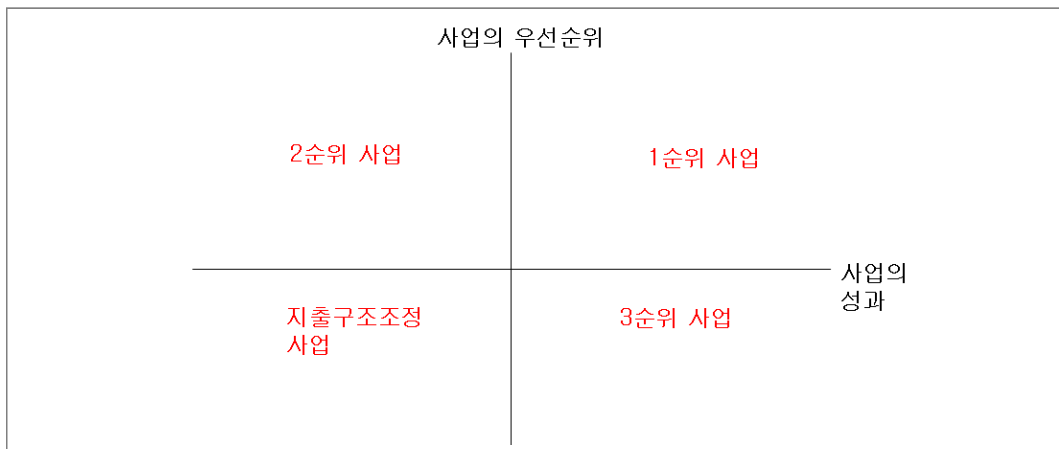 사업의 우선순위
2순위 사업
1순위 사업
사업의
성과
지출구조조정
사업
3순위 사업